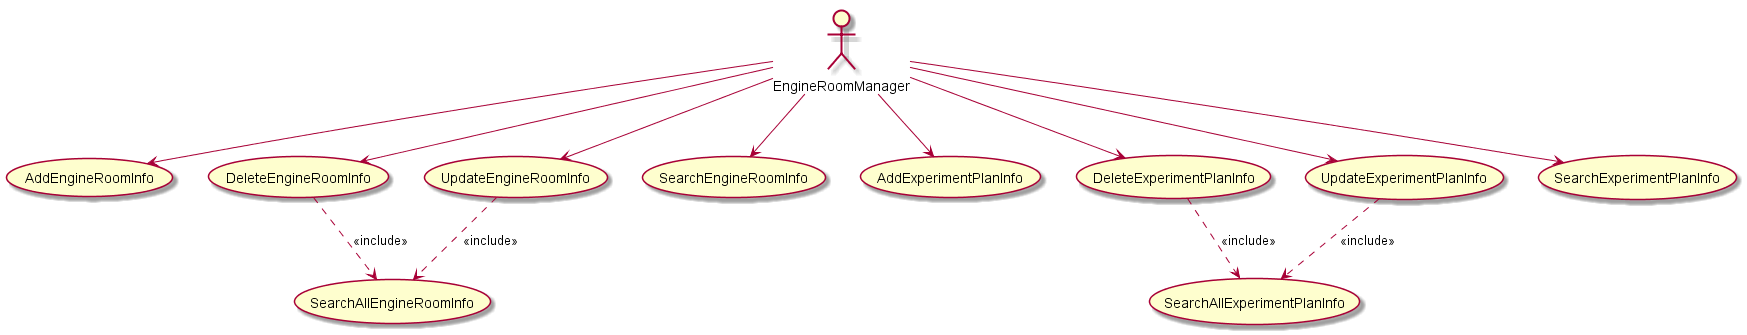 EngineRoomManager
AddEngineRoomInfo
DeleteEngineRoomInfo
UpdateEngineRoomInfo
SearchEngineRoomInfo
AddExperimentPlanInfo
DeleteExperimentPlanInfo
UpdateExperimentPlanInfo
SearchExperimentPlanInfo
«include»
«include»
«include»
«include»
SearchAllEngineRoomInfo
SearchAllExperimentPlanInfo